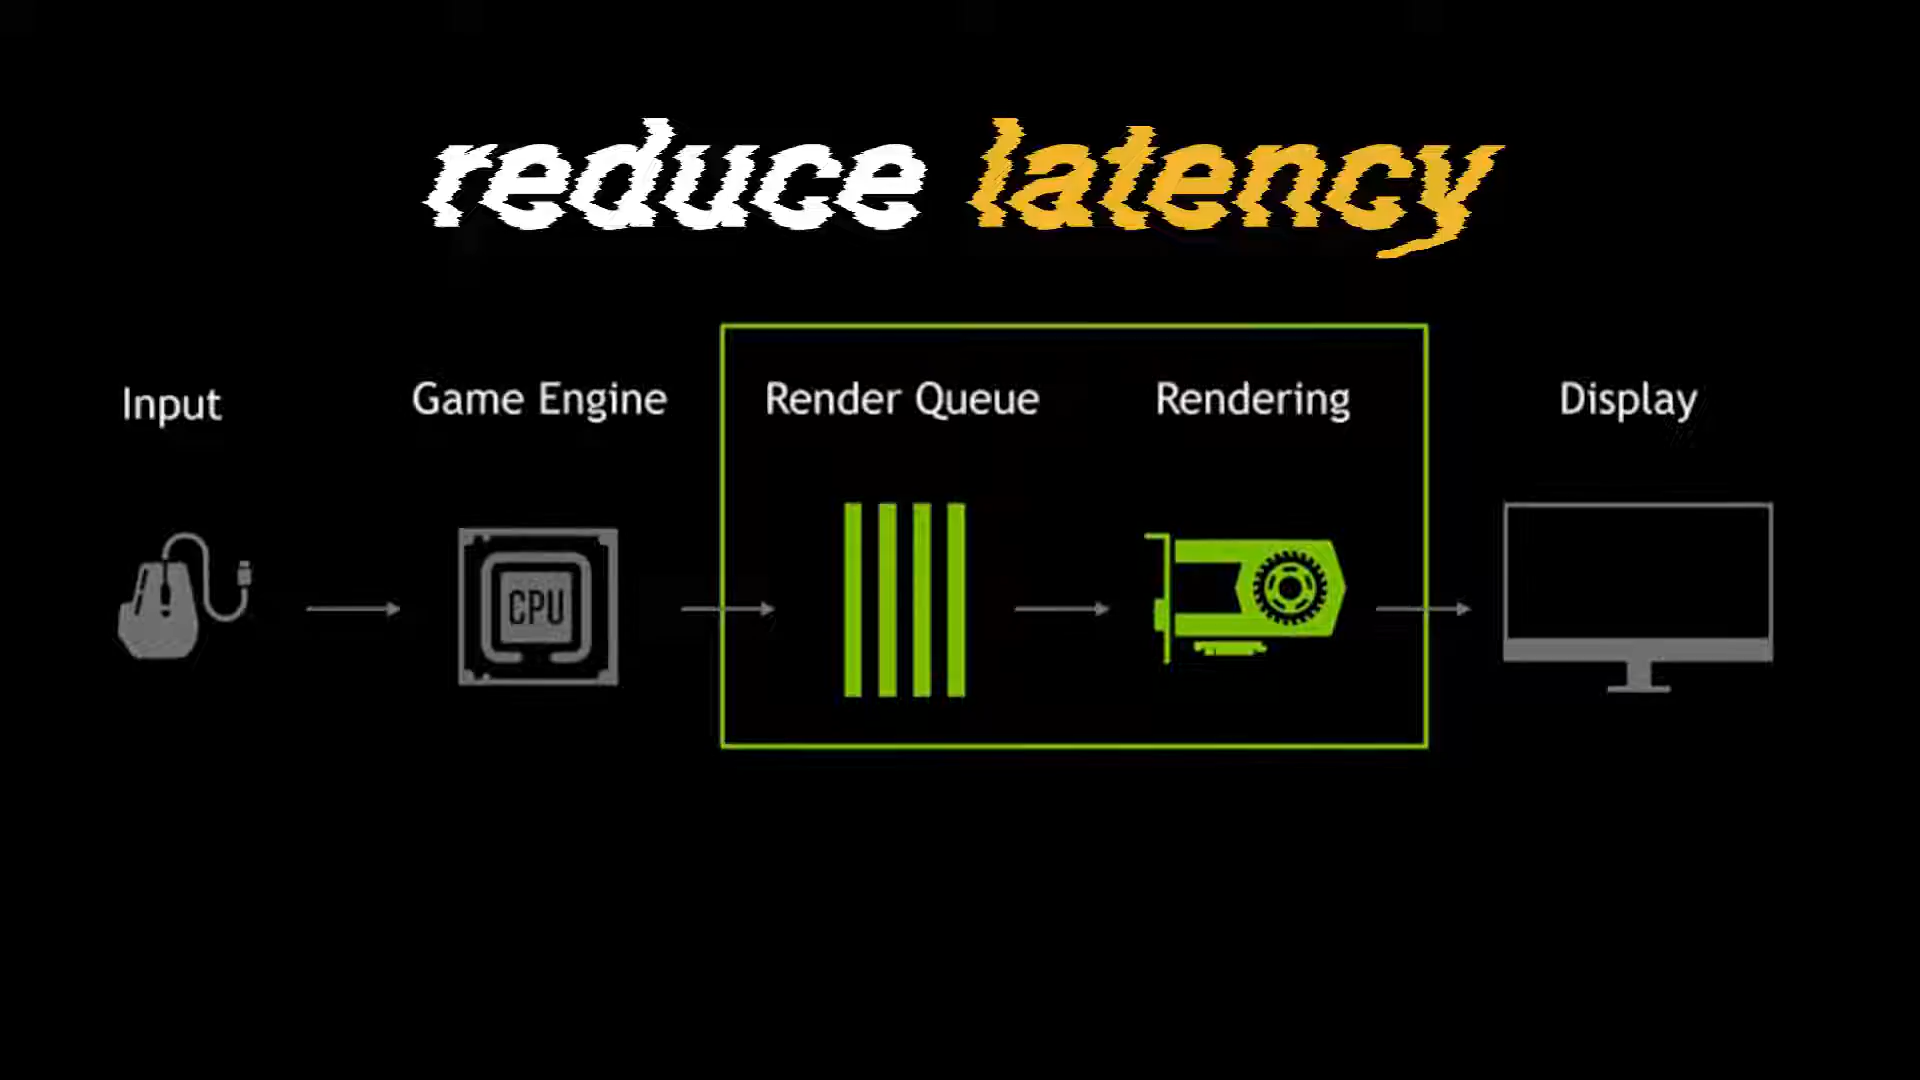 reduce latency
Input
Game Engine
Render Queue
Rendering
Display
CPU